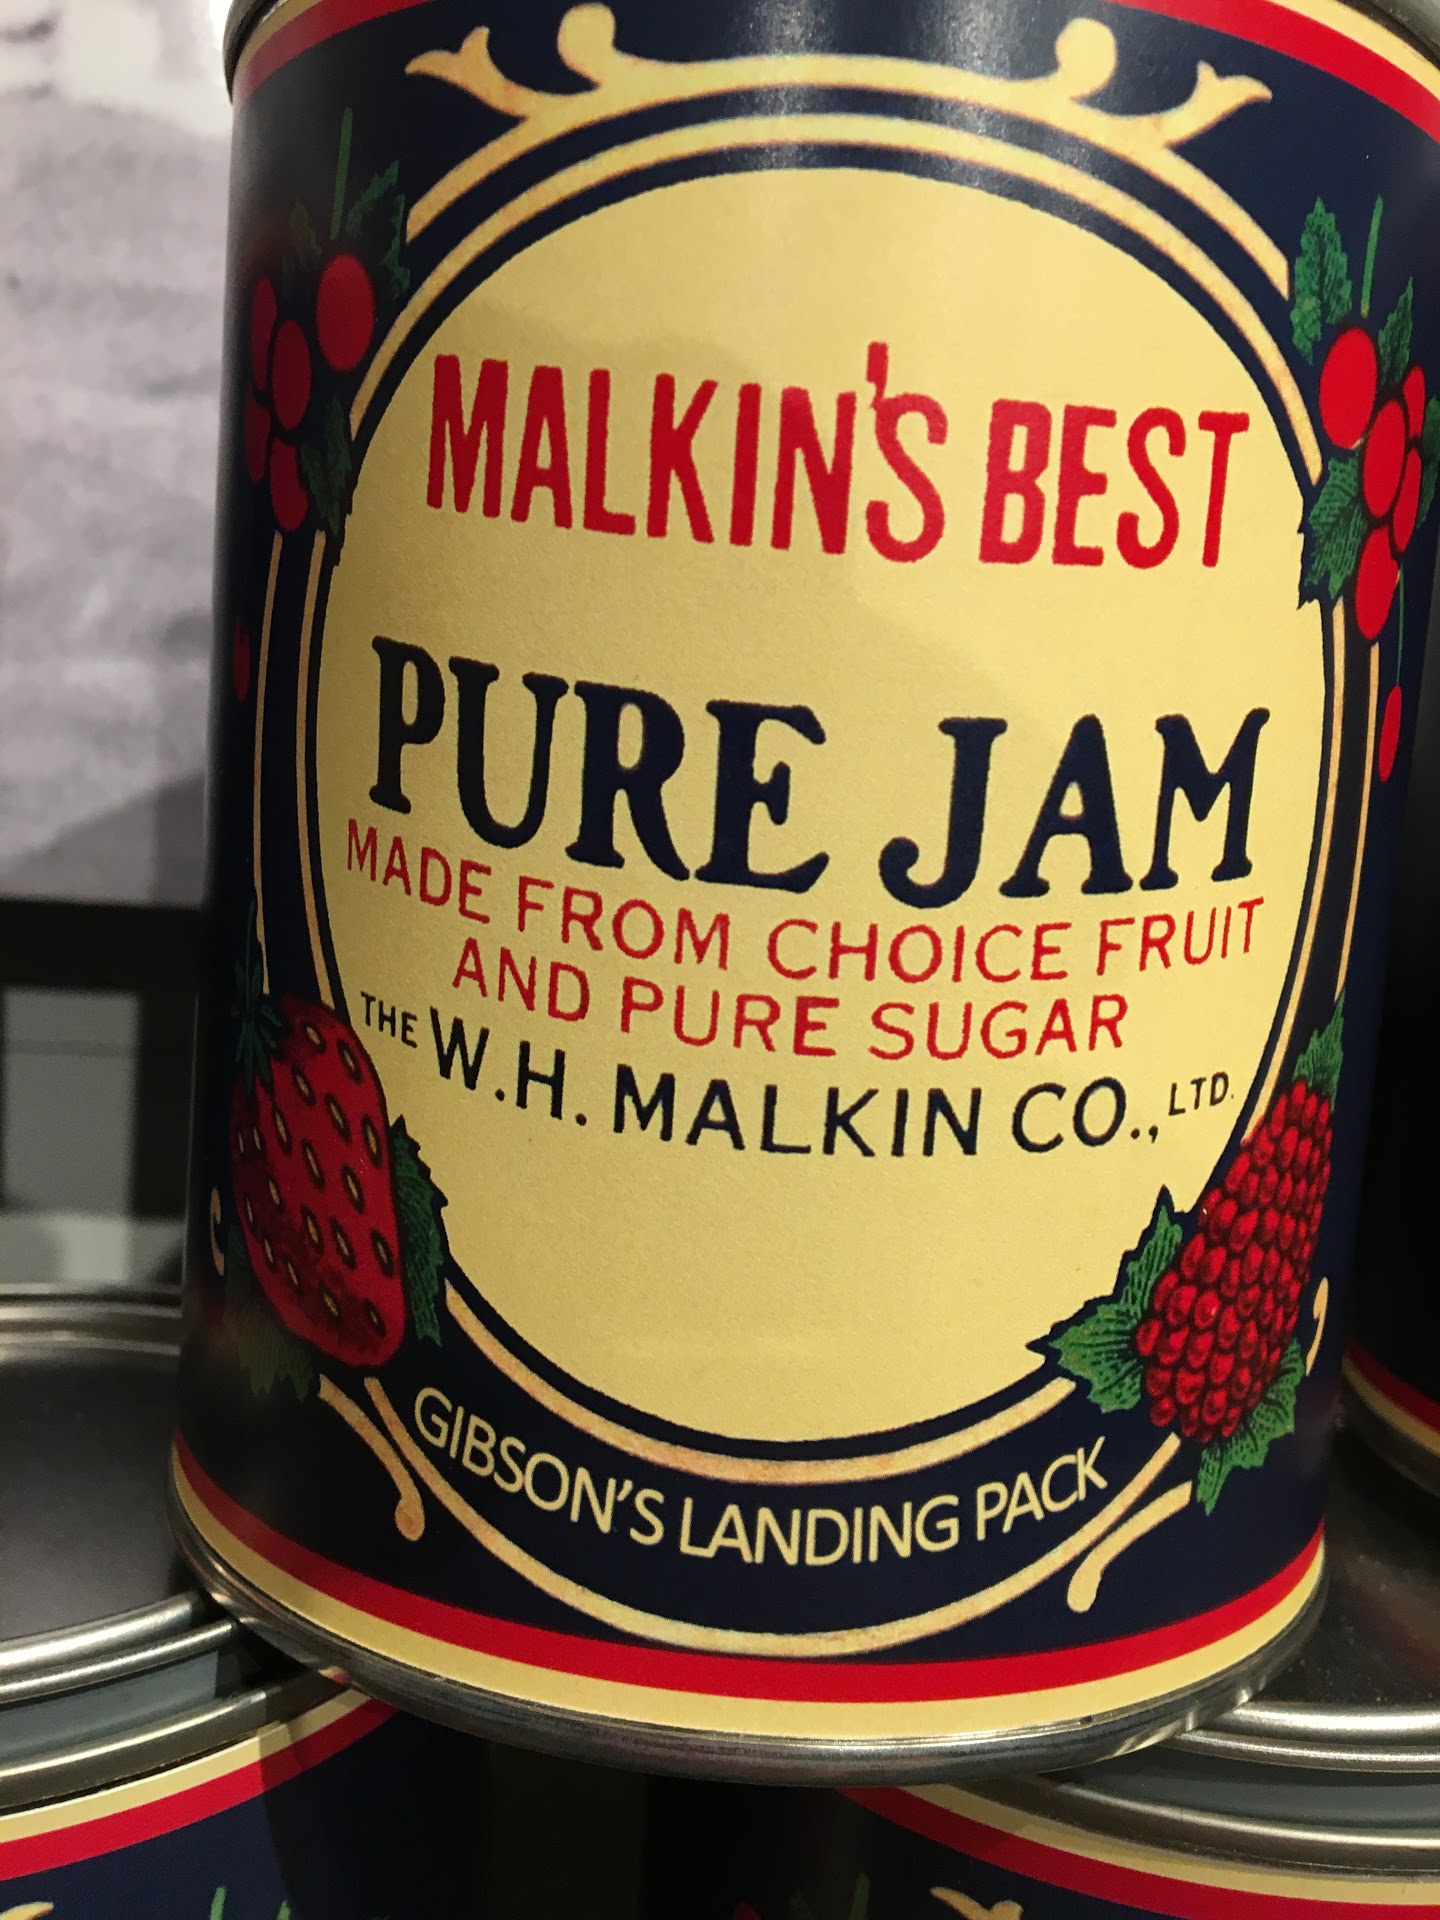 MALKIN'S BEST
PURE JAM
MADE FROM CHOICE FRUIT
AND PURE SUGAR
THE W.H. MALKIN CO., LTD.
GIBSON'S LANDING PACK